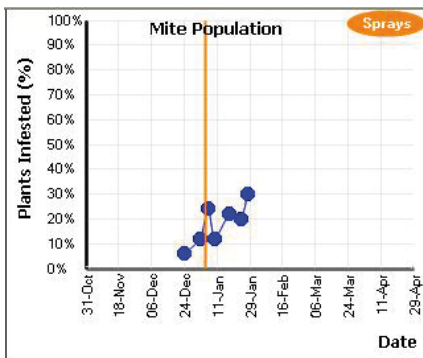 Mite Population
Sprays
Plants Infested (%)
100%
90%
80%
70%
60%
50%
40%
30%
20%
10%
0%
31-Oct
18-Nov
06-Dec
24-Dec
11-Jan
29-Jan
16-Feb
06-Mar
24-Mar
11-Apr
29-Apr
Date